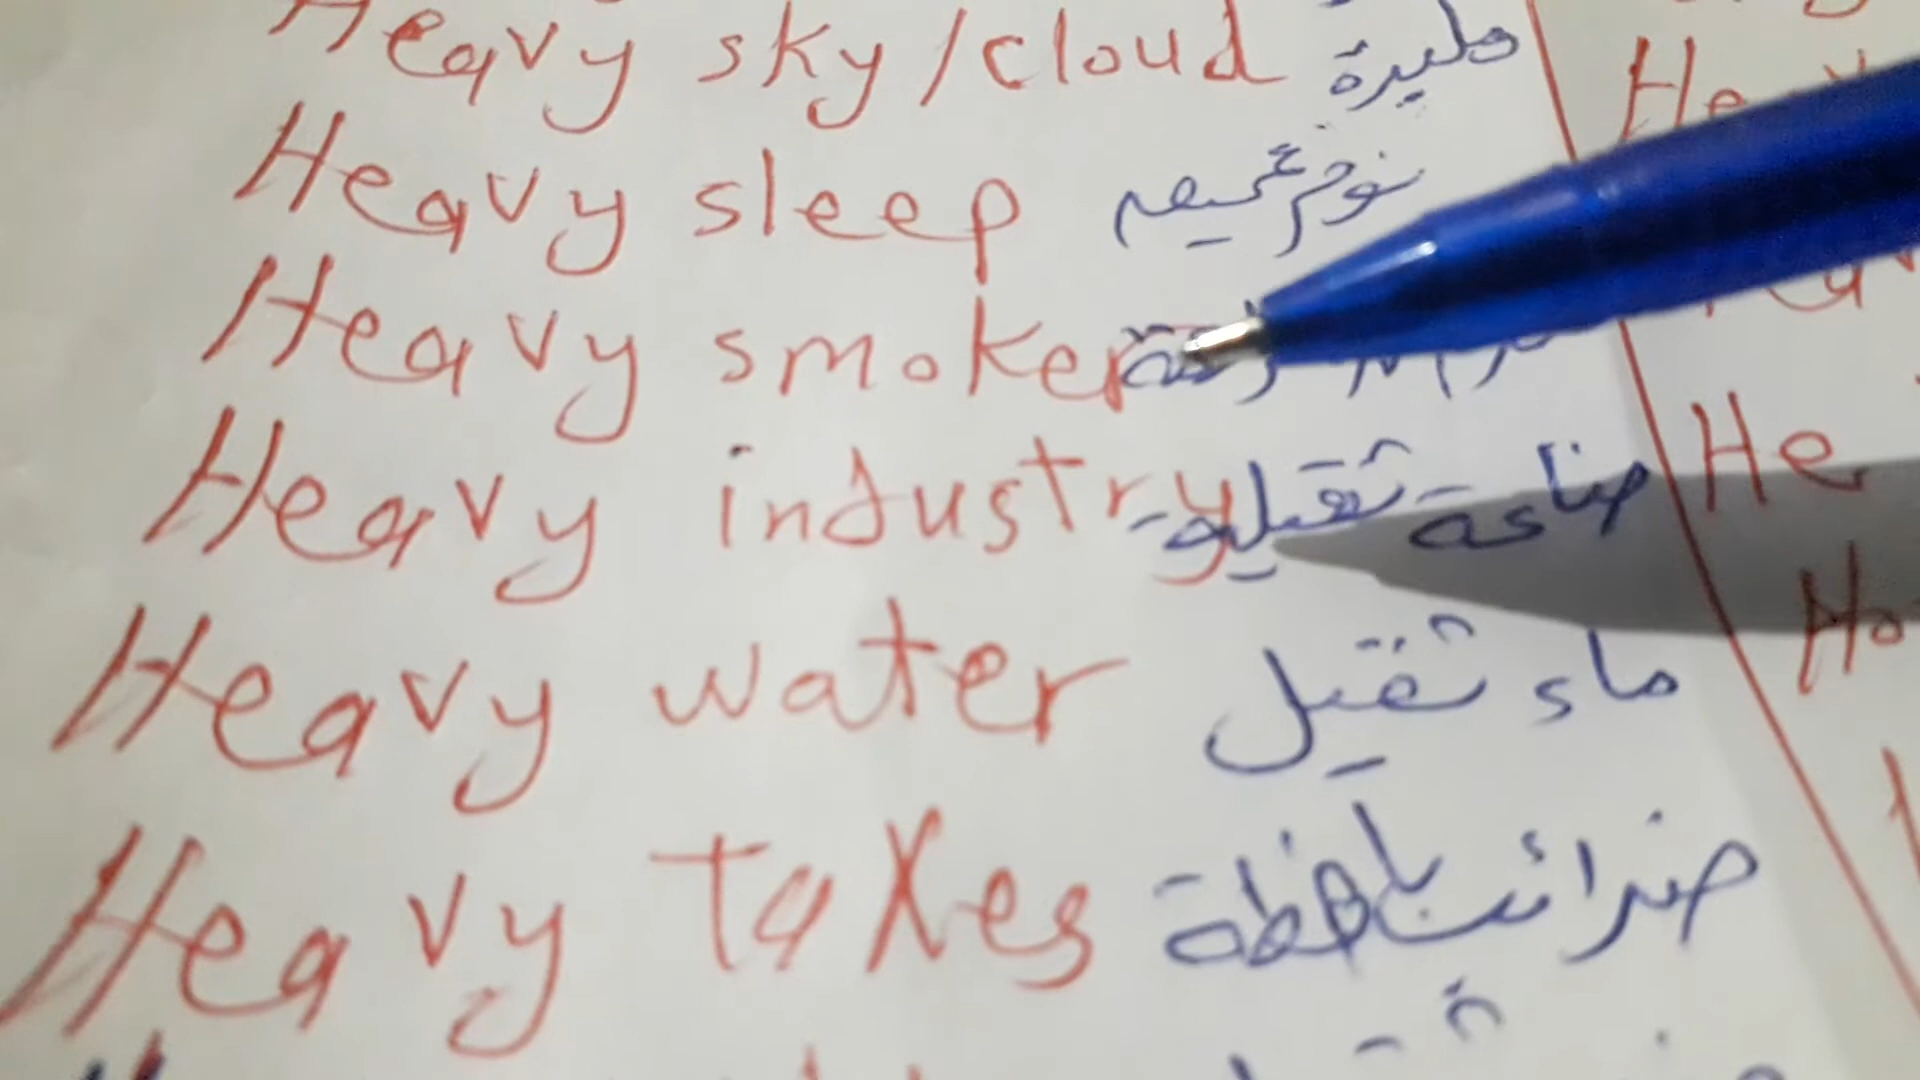 Heavy sky/cloud
Heavy sleep نوم عميق
Heavy smoker
Heavy industry صناعة ثقيلة
Heavy water ماء ثقيل
Heavy taxes ضرائب باهظة
He
He